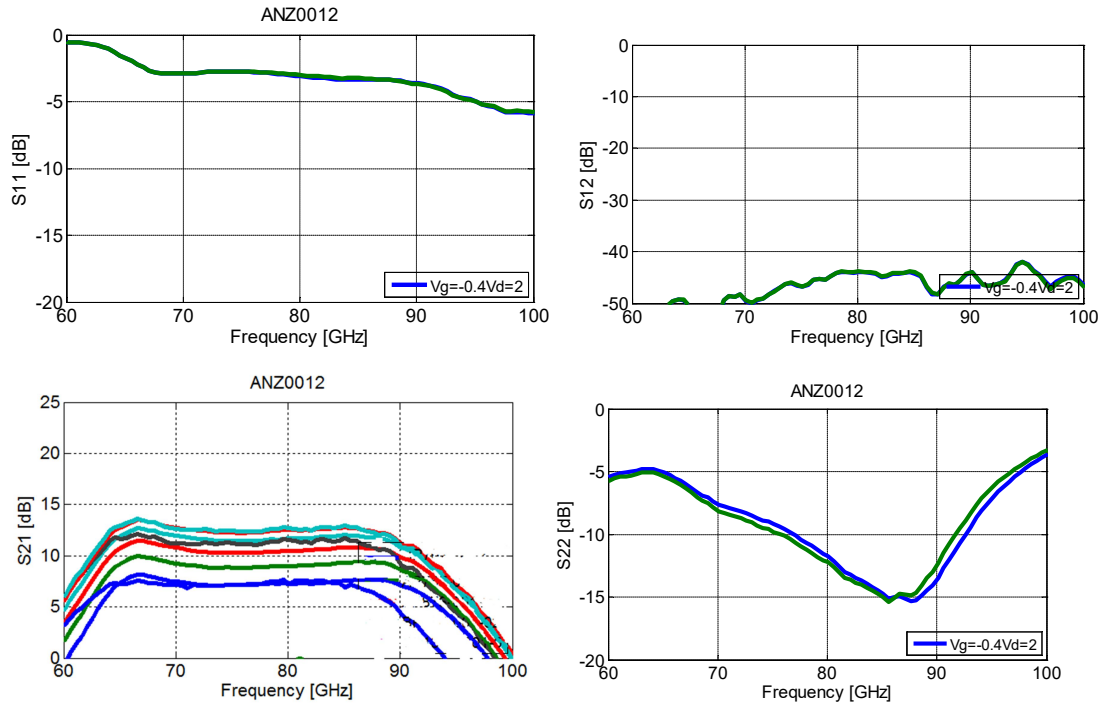 ANZ0012
0
-5
-10
-15
-20
S11 [dB]
Vg=-0.4Vd=2
60 70 80 90 100
Frequency [GHz]
0
-10
-20
-30
-40
-50
S12 [dB]
Vg=-0.4Vd=2
60 70 80 90 100
Frequency [GHz]
ANZ0012
25
20
15
10
5
0
S21 [dB]
60 70 80 90 100
Frequency [GHz]
ANZ0012
0
-5
-10
-15
-20
S22 [dB]
Vg=-0.4Vd=2
60 70 80 90 100
Frequency [GHz]